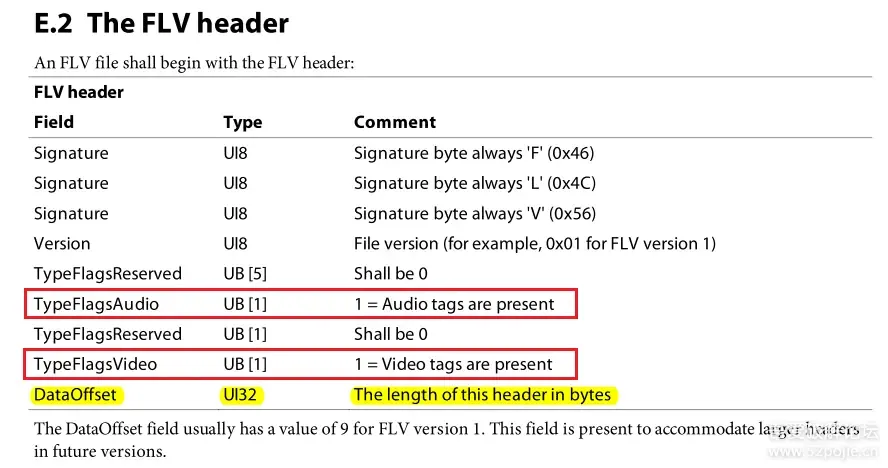 E.2 The FLV header
An FLV file shall begin with the FLV header:
FLV header
Field Type Comment
Signature UI8 Signature byte always 'F' (0x46)
Signature UI8 Signature byte always 'L' (0x4C)
Signature UI8 Signature byte always 'V' (0x56)
Version UI8 File version (for example, 0x01 for FLV version 1)
TypeFlagsReserved UB [5] Shall be 0
TypeFlagsAudio UB [1] 1 = Audio tags are present
TypeFlagsReserved UB [1] Shall be 0
TypeFlagsVideo UB [1] 1 = Video tags are present
DataOffset UI32 The length of this header in bytes
The DataOffset field usually has a value of 9 for FLV version 1. This field is present to accommodate larger headers
in future versions.
www.52pojie.cn